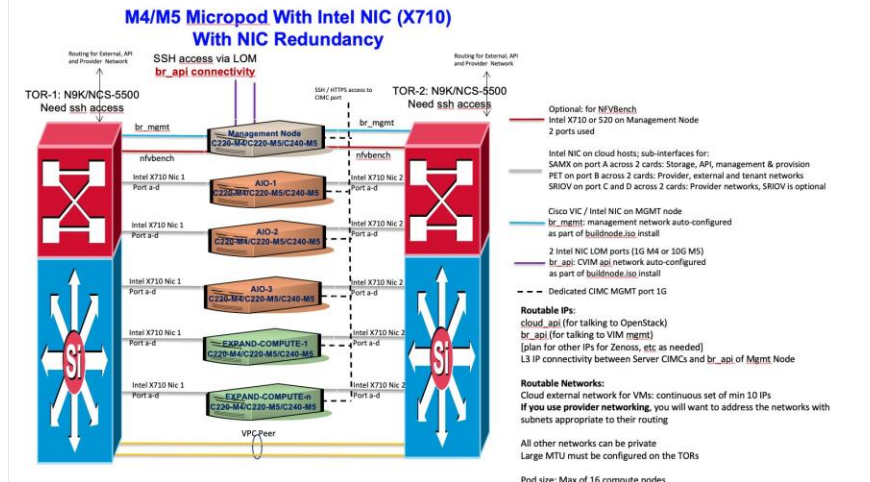 M4/M5 Micropod With Intel NIC (X710)
With NIC Redundancy
Routing for External, API
and Provider Network
SSH access via LOM
br_api connectivity
Routing for External, API
and Provider Network
SSH / HTTPS access to
CIMC port
TOR-1: N9K/NCS-5500
Need ssh access
TOR-2: N9K/NCS-5500
Need ssh access
br_mgmt
br_mgmt
Management Node
C220-M4/C220-M5/C240-M5
nfvbench
nfvbench
Intel X710 Nic 1
Port a-d
AIO-1
C220-M4/C220-M5/C240-M5
Intel X710 Nic 2
Port a-d
Intel X710 Nic 1
Port a-d
AIO-2
C220-M4/C220-M5/C240-M5
Intel X710 Nic 2
Port a-d
Intel X710 Nic 1
Port a-d
AIO-3
C220-M4/C220-M5/C240-M5
Intel X710 Nic 2
Port a-d
Intel X710 Nic 1
Port a-d
EXPAND-COMPUTE-1
C220-M4/C220-M5/C240-M5
Intel X710 Nic 2
Port a-d
Intel X710 Nic 1
Port a-d
EXPAND-COMPUTE-n
C220-M4/C220-M5/C240-M5
Intel X710 Nic 2
Port a-d
Si
Si
VPC Peer
Optional: for NFVBench
Intel X710 or 520 on Management Node
2 ports used
Intel NIC on cloud hosts; sub-interfaces for:
SAMX on port A across 2 cards: Storage, API, management & provision
PET on port B across 2 cards: Provider, external and tenant networks
SRIOV on port C and D across 2 cards: Provider networks, SRIOV is optional
Cisco VIC / Intel NIC on MGMT node
br_mgmt: management network auto-configured
as part of buildnode.iso install
2 Intel NIC LOM ports (1G M4 or 10G M5)
br_api: CVIM api network auto-configured
as part of buildnode.iso install
Dedicated CIMC MGMT port 1G
Routable IPs:
cloud_api (for talking to OpenStack)
br_api (for talking to VIM mgmt)
[plan for other IPs for Zenoss, etc as needed]
L3 IP connectivity between Server CIMCs and br_api of Mgmt Node
Routable Networks:
Cloud external network for VMs: continuous set of min 10 IPs
If you use provider networking, you will want to address the networks with
subnets appropriate to their routing
All other networks can be private
Large MTU must be configured on the TORs
Pod size: Max of 16 compute nodes